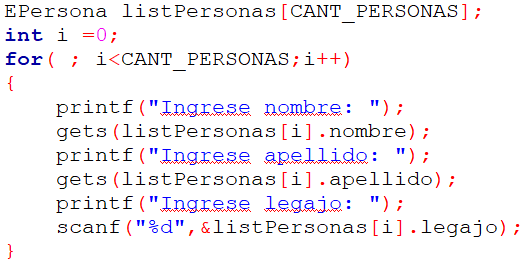 EPersona listPersonas[CANT_PERSONAS];
int i =0;
for( ; i<CANT_PERSONAS;i++)
{
printf("Ingrese nombre: ");
gets(listPersonas[i].nombre);
printf("Ingrese apellido: ");
gets(listPersonas[i].apellido);
printf("Ingrese legajo: ");
scanf("%d",&listPersonas[i].legajo);
}